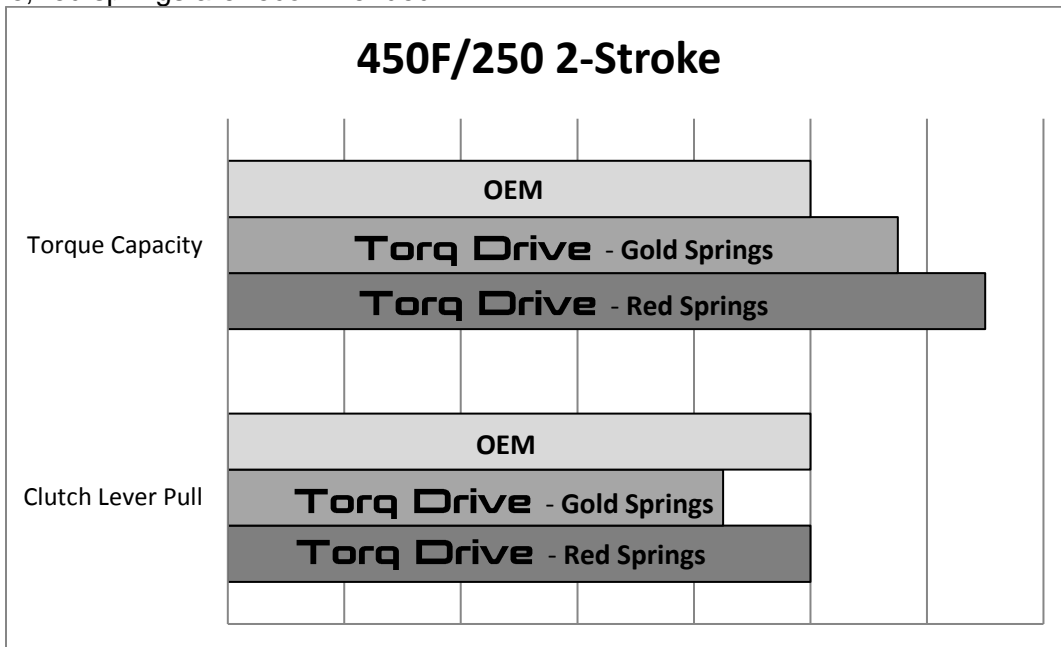 450F/250 2-Stroke
Torque Capacity
OEM
Torq Drive - Gold Springs
Torq Drive - Red Springs
Clutch Lever Pull
OEM
Torq Drive - Gold Springs
Torq Drive - Red Springs